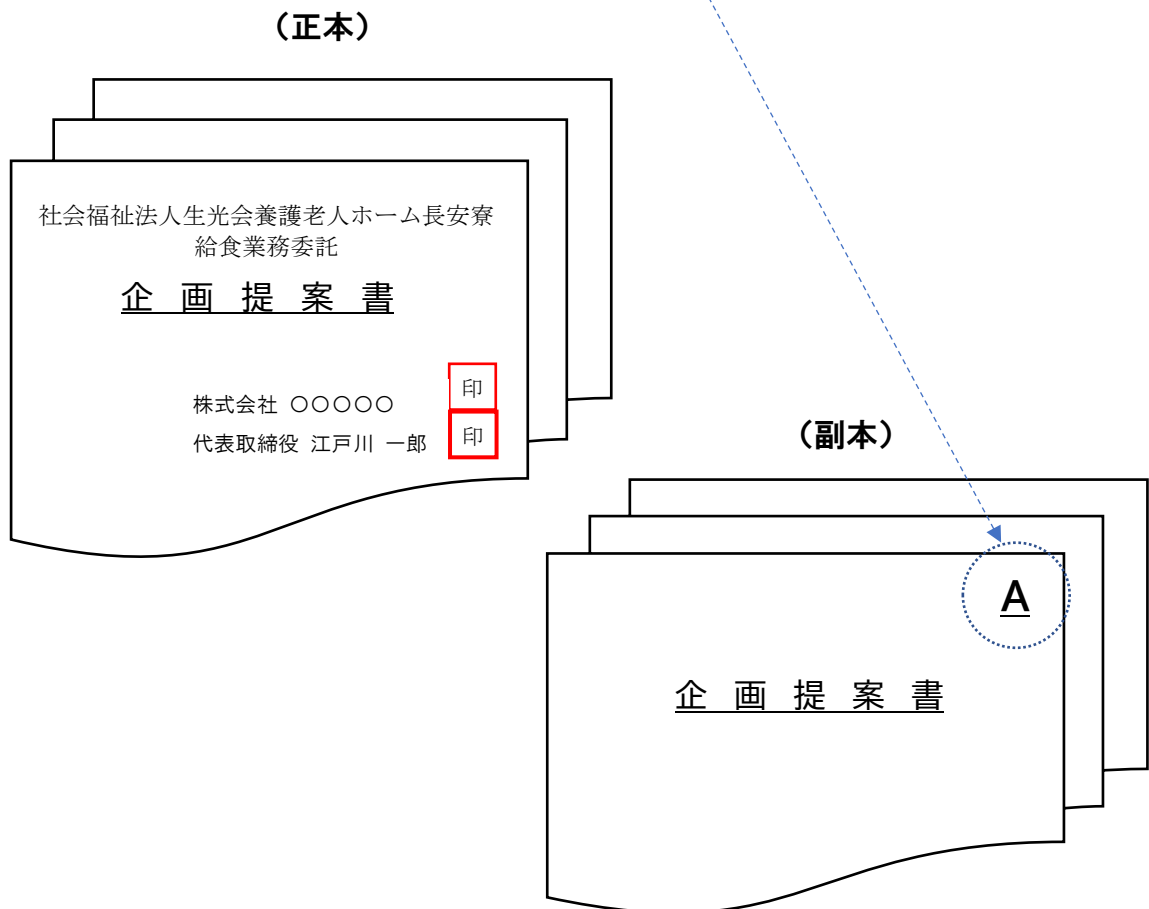 （正本）
社会福祉法人生光会養護老人ホーム長安寮
給食業務委託
企 画 提 案 書
株式会社 ○○○○○
印
代表取締役 江戸川 一郎
印
（副本）
A
企 画 提 案 書